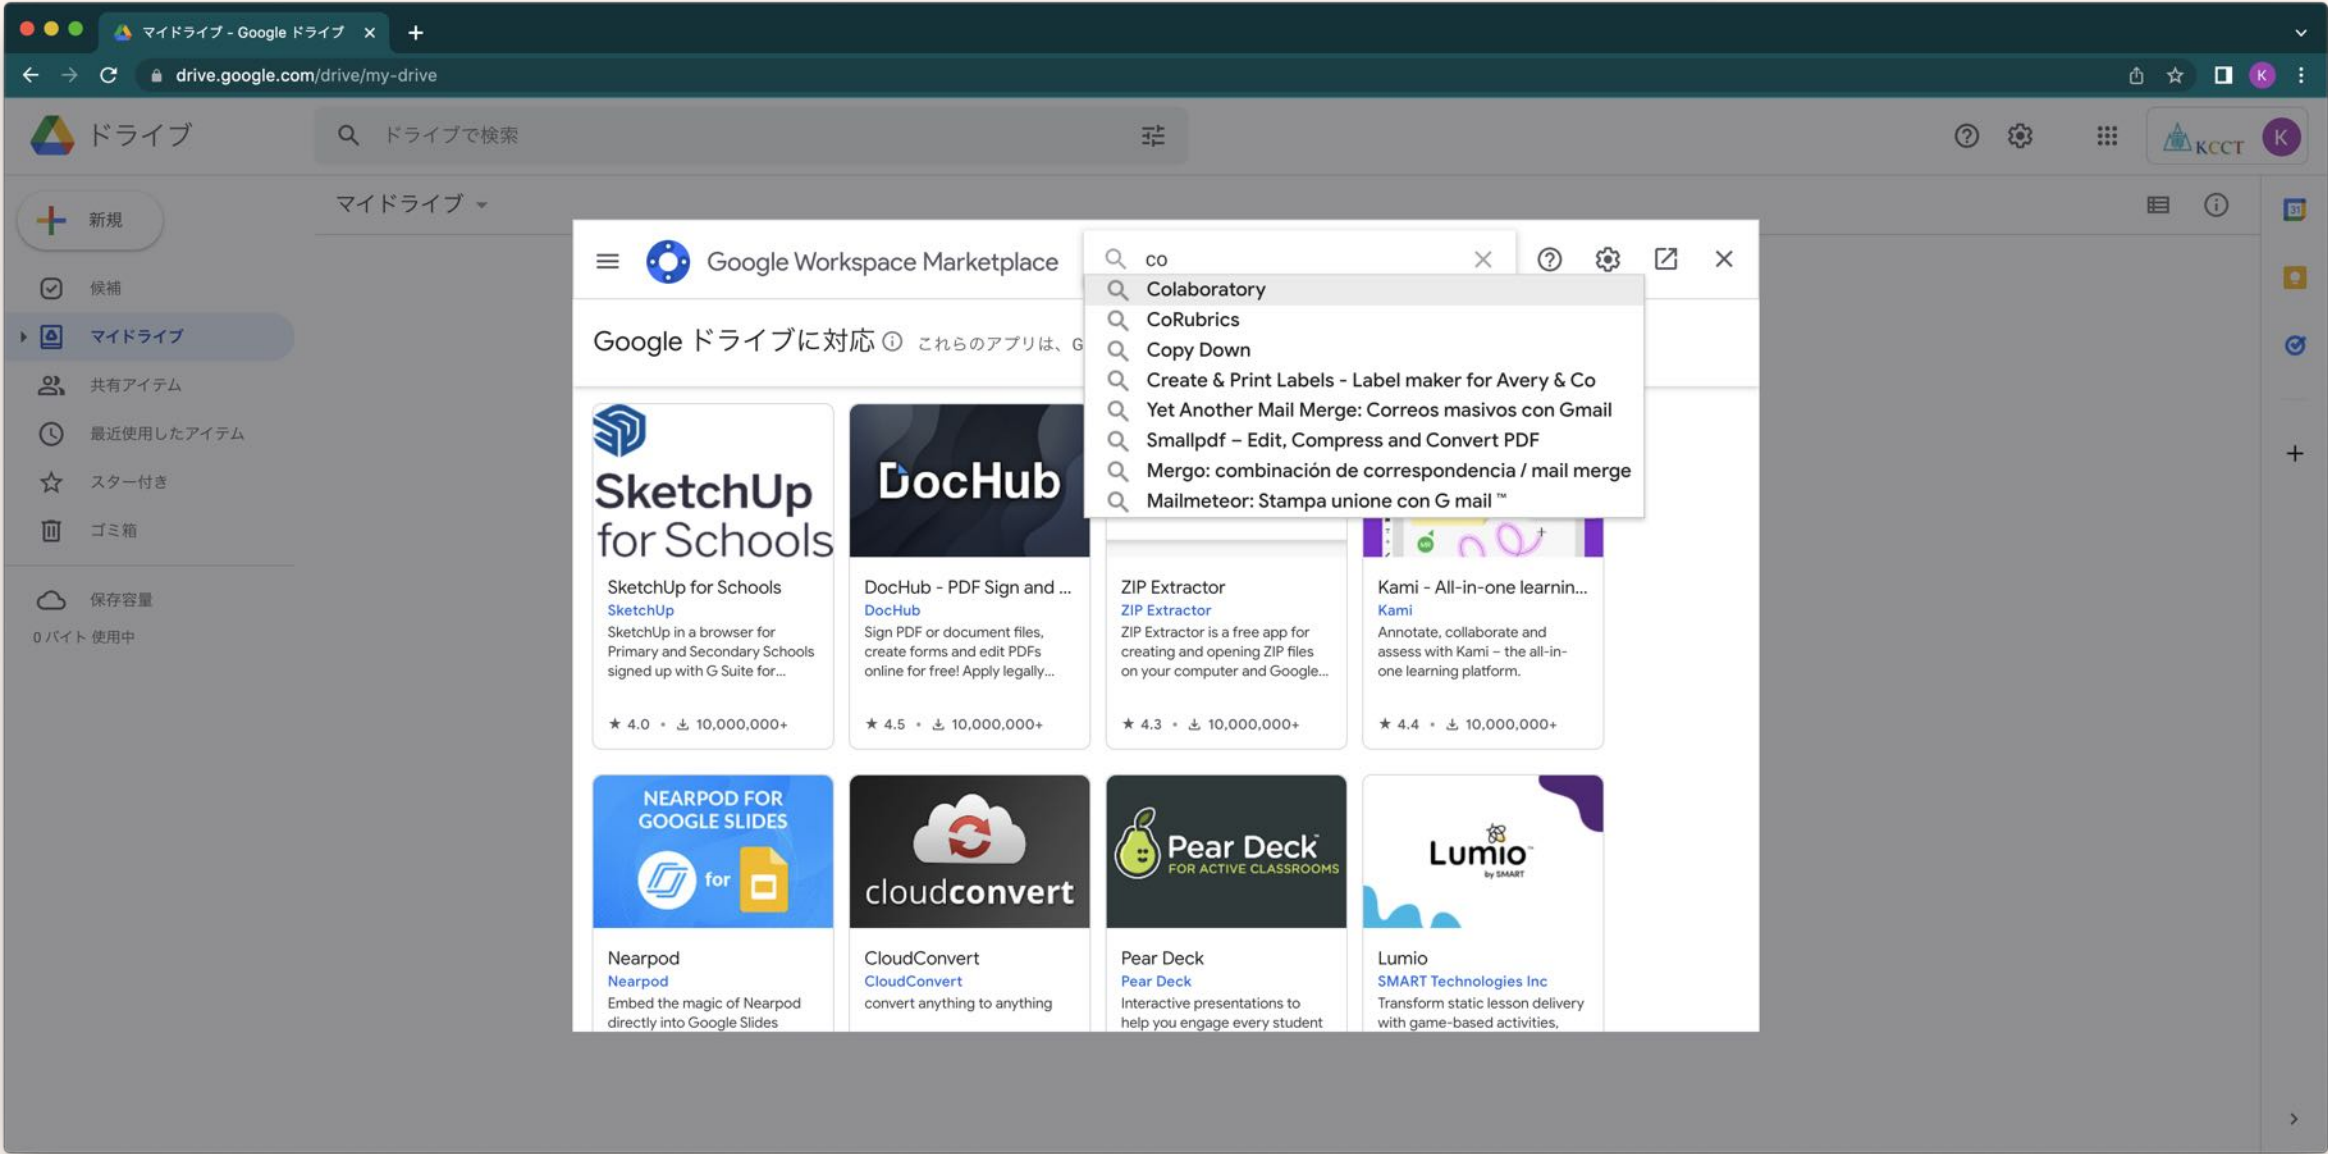 マイドライブ - Google ドライブ
drive.google.com/drive/my-drive
K
ドライブ
ドライブで検索
KCCT
K
新規
マイドライブ
31
候補
マイドライブ
共有アイテム
最近使用したアイテム
スター付き
ゴミ箱
保存容量
0 バイト 使用中
Google Workspace Marketplace
co
Colaboratory
CoRubrics
Copy Down
Create & Print Labels - Label maker for Avery & Co
Yet Another Mail Merge: Correos masivos con Gmail
Smallpdf – Edit, Compress and Convert PDF
Mergo: combinación de correspondencia / mail merge
Mailmeteor: Stampa unione con G mail ™
Google ドライブに対応 これらのアプリは、G
SketchUp
for Schools
SketchUp for Schools
SketchUp
SketchUp in a browser for
Primary and Secondary Schools
signed up with G Suite for...
4.0 • 10,000,000+
DocHub
DocHub - PDF Sign and ...
DocHub
Sign PDF or document files,
create forms and edit PDFs
online for free! Apply legally...
4.5 • 10,000,000+
ZIP Extractor
ZIP Extractor
ZIP Extractor is a free app for
creating and opening ZIP files
on your computer and Google...
4.3 • 10,000,000+
Kami - All-in-one learnin...
Kami
Annotate, collaborate and
assess with Kami – the all-in-
one learning platform.
4.4 • 10,000,000+
NEARPOD FOR
GOOGLE SLIDES
for
Nearpod
Nearpod
Embed the magic of Nearpod
directly into Google Slides
cloudconvert
CloudConvert
CloudConvert
convert anything to anything
Pear Deck™
FOR ACTIVE CLASSROOMS
Pear Deck
Pear Deck
Interactive presentations to
help you engage every student
Lumio™
by SMART
Lumio
SMART Technologies Inc
Transform static lesson delivery
with game-based activities,